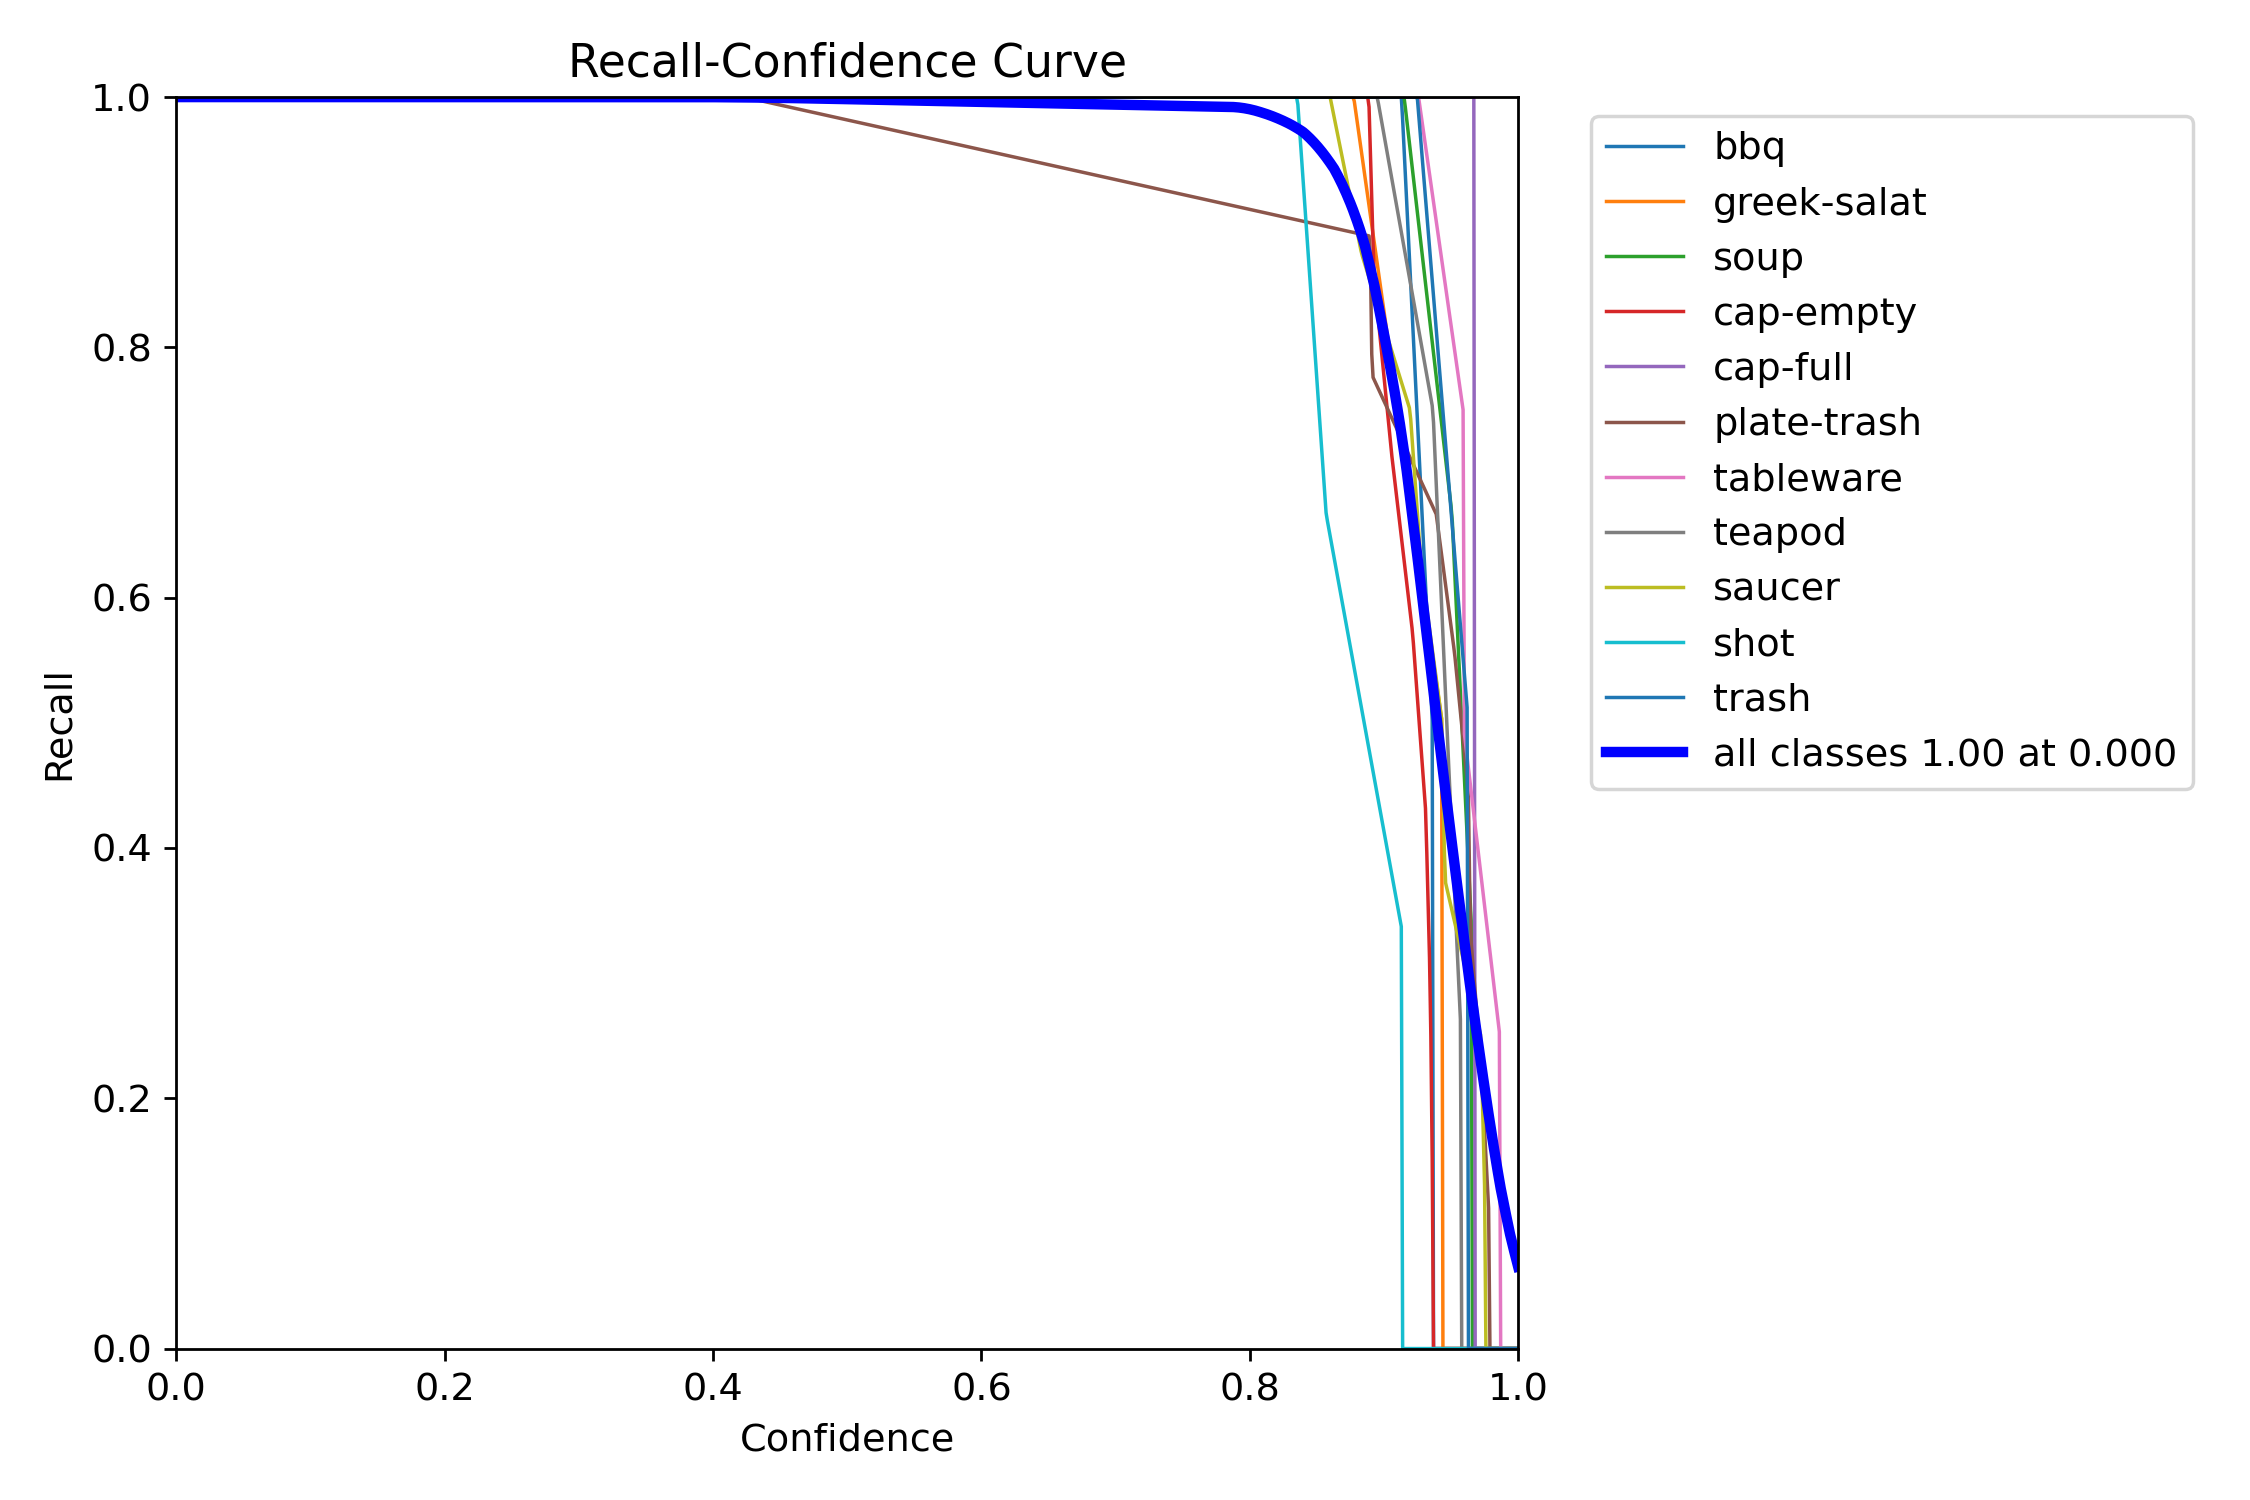 Recall-Confidence Curve
1.0
0.8
0.6
0.4
0.2
0.0
Recall
0.0 0.2 0.4 0.6 0.8 1.0
Confidence
bbq
greek-salat
soup
cap-empty
cap-full
plate-trash
tableware
teapod
saucer
shot
trash
all classes 1.00 at 0.000